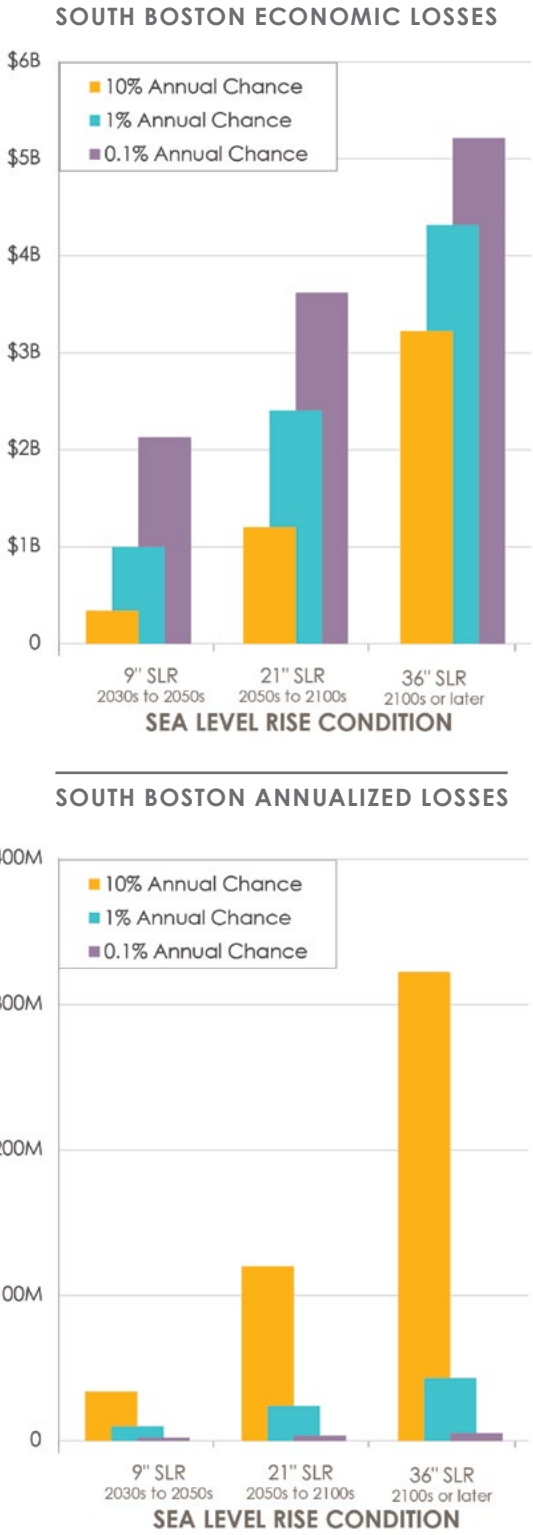 SOUTH BOSTON ECONOMIC LOSSES
$6B
10% Annual Chance
1% Annual Chance
0.1% Annual Chance
$5B
$4B
$3B
$2B
$1B
0
9" SLR 21" SLR 36" SLR
2030s to 2050s 2050s to 2100s 2100s or later
SEA LEVEL RISE CONDITION
SOUTH BOSTON ANNUALIZED LOSSES
400M
10% Annual Chance
1% Annual Chance
0.1% Annual Chance
300M
200M
00M
0
9" SLR 21" SLR 36" SLR
2030s to 2050s 2050s to 2100s 2100s or later
SEA LEVEL RISE CONDITION